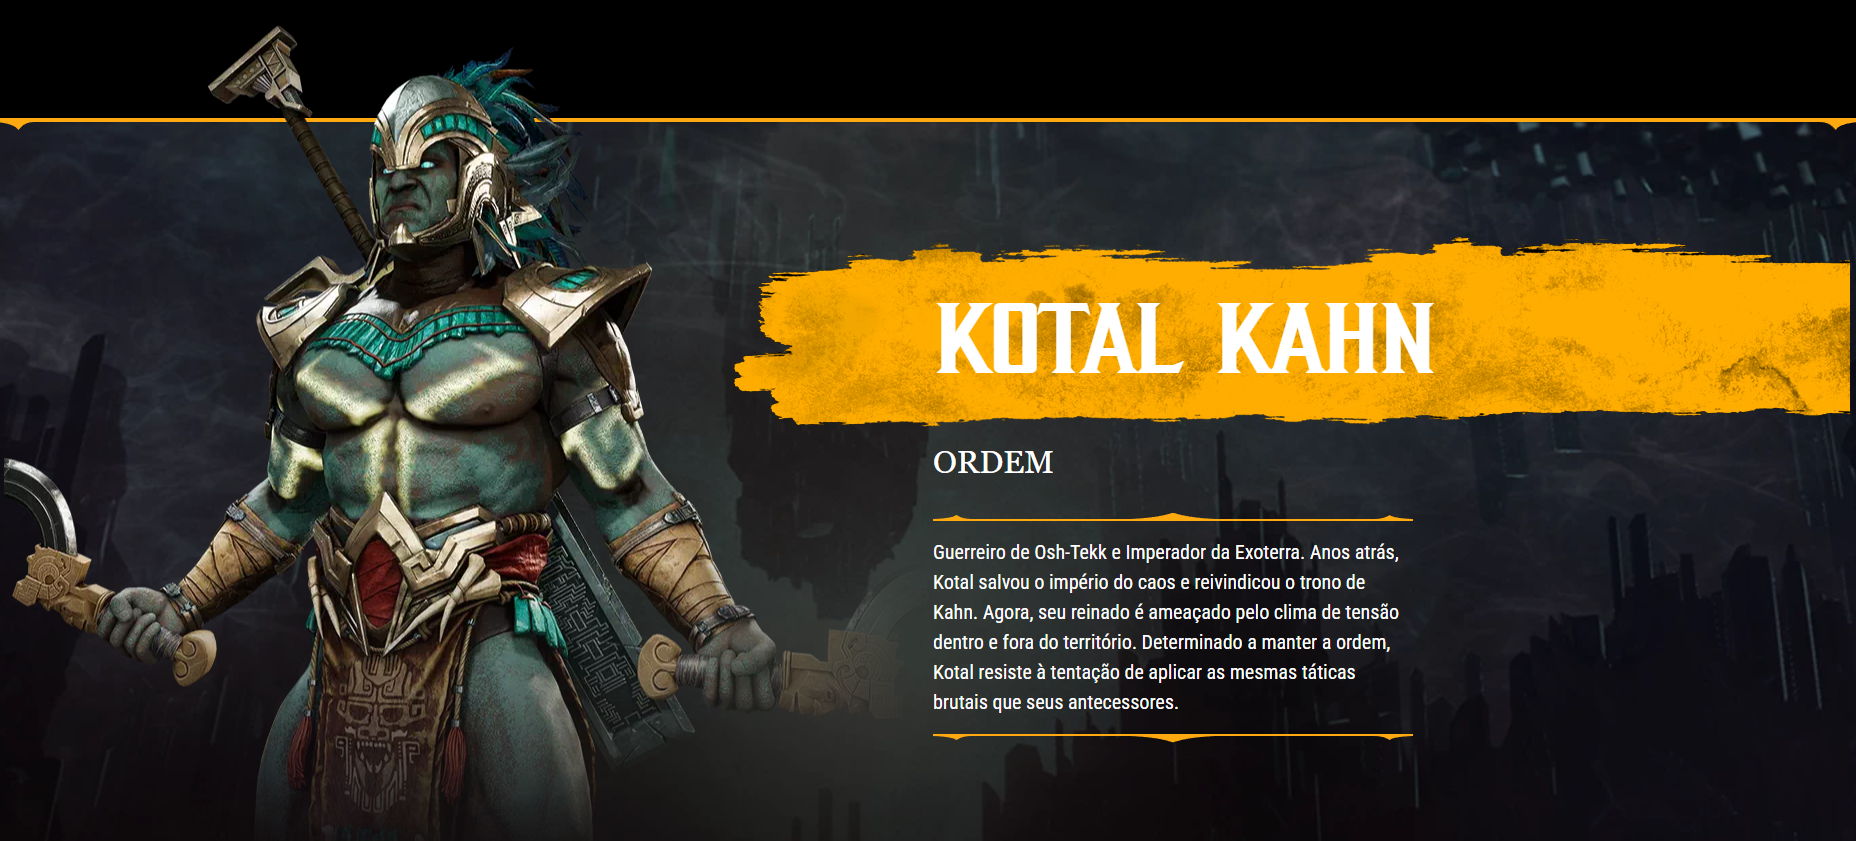 KOTAL KAHN
ORDEM
Guerreiro de Osh-Tekk e Imperador da Exoterra. Anos atrás,
Kotal salvou o império do caos e reivindicou o trono de
Kahn. Agora, seu reinado é ameaçado pelo clima de tensão
dentro e fora do território. Determinado a manter a ordem,
Kotal resiste à tentação de aplicar as mesmas táticas
brutais que seus antecessores.